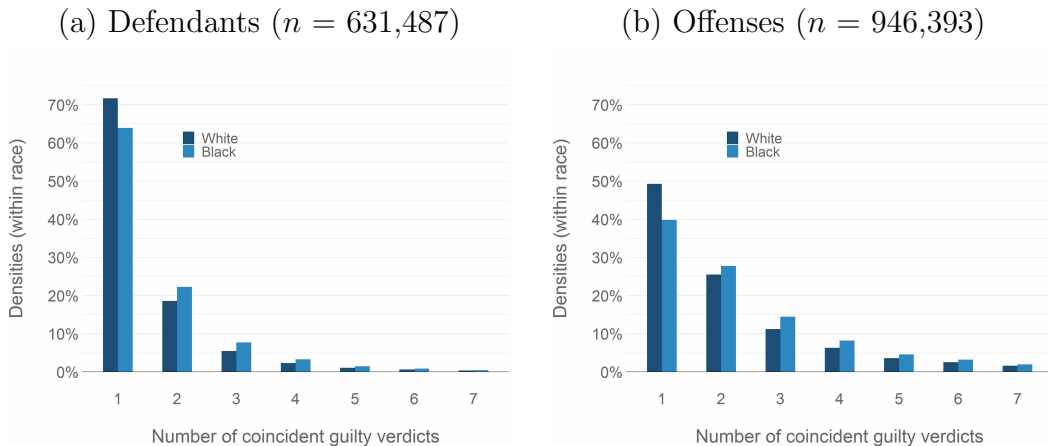 (a) Defendants (n = 631,487)
70%
60%
50%
40%
30%
20%
10%
0%
Densities (within race)
White
Black
1 2 3 4 5 6 7
Number of coincident guilty verdicts
(b) Offenses (n = 946,393)
70%
60%
50%
40%
30%
20%
10%
0%
Densities (within race)
White
Black
1 2 3 4 5 6 7
Number of coincident guilty verdicts